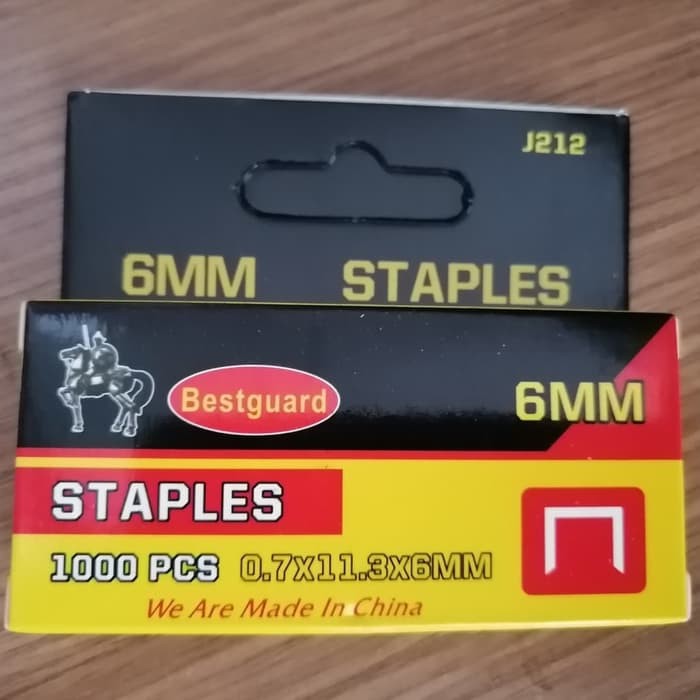 J212
6MM STAPLES
Bestguard
6MM
STAPLES
1000 PCS 0.7X11.3X6MM
We Are Made In China